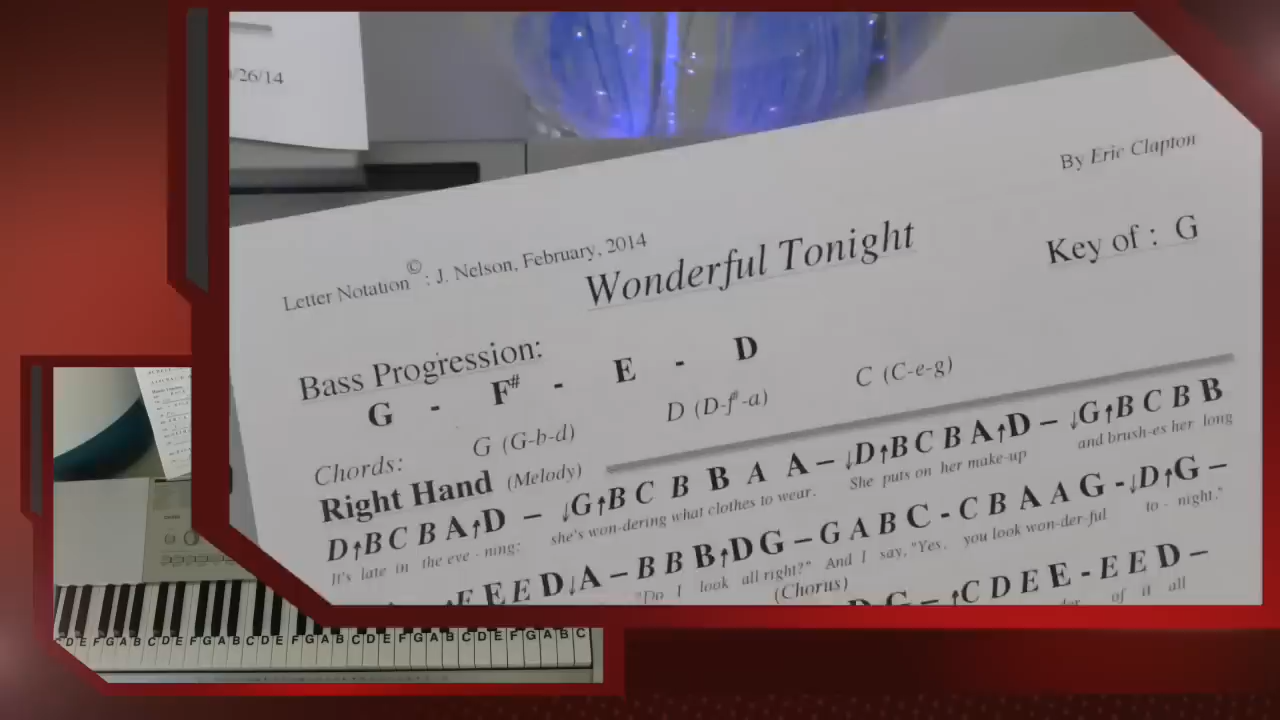 /26/14
By Eric Clapton
Letter Notation©: J. Nelson, February, 2014
Wonderful Tonight
Key of : G
Bass Progression:
G - F# - E - D
Chords: G (G-b-d) D (D-f#-a) C (C-e-g)
Right Hand (Melody)
D↑B C B A↑D – ↓G↑B C B B A A – ↓D↑B C B A↑D – ↓G↑B C B B
It's late in the eve - ning: she's won-dering what clothes to wear. She puts on her make-up and brush-es her long
E E E D↓A – B B B↑D G – G A B C - C B A A G - ↓D↑G –
"Do I look all right?" And I say, "Yes, you look won-der-ful to - night."
(Chorus)
G – ↑C D E E - E E D –
of it all
C D E F G A B C D E F G A B C D E F G A B C D E F G A B C D E F G A B C